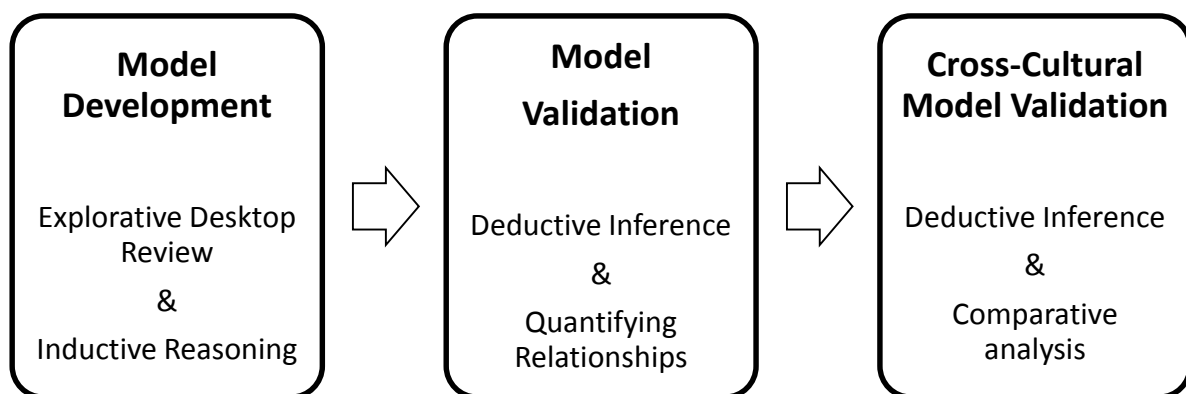 Model
Development
Explorative Desktop
Review
&
Inductive Reasoning
Model
Validation
Deductive Inference
&
Quantifying
Relationships
Cross-Cultural
Model Validation
Deductive Inference
&
Comparative
analysis